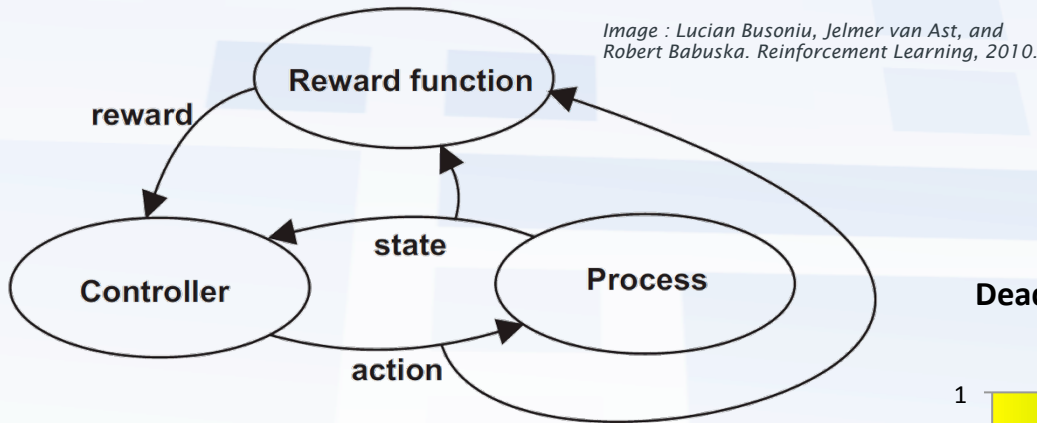 Image : Lucian Busoniu, Jelmer van Ast, and
Robert Babuska. Reinforcement Learning, 2010.
Reward function
reward
state
Controller
Process
action
Dead
1